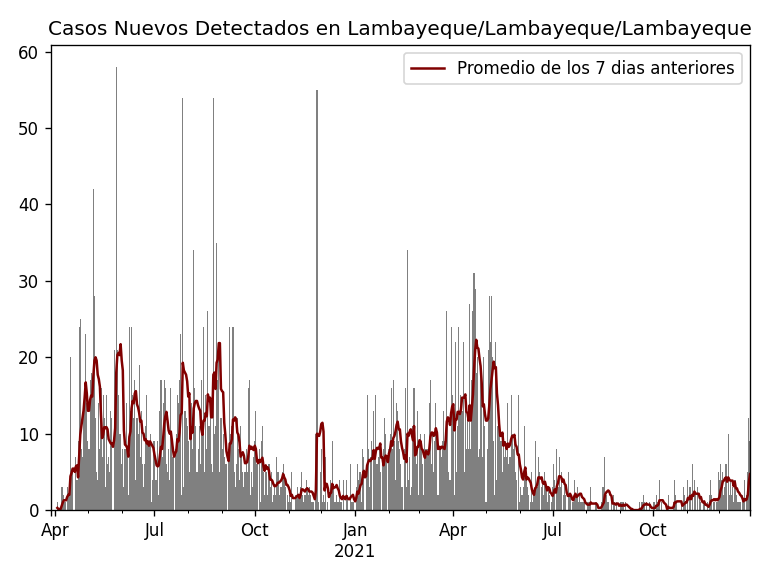 Casos Nuevos Detectados en Lambayeque/Lambayeque/Lambayeque
Promedio de los 7 dias anteriores
60
50
40
30
20
10
0
Apr Jul Oct Jan Apr Jul Oct
2021